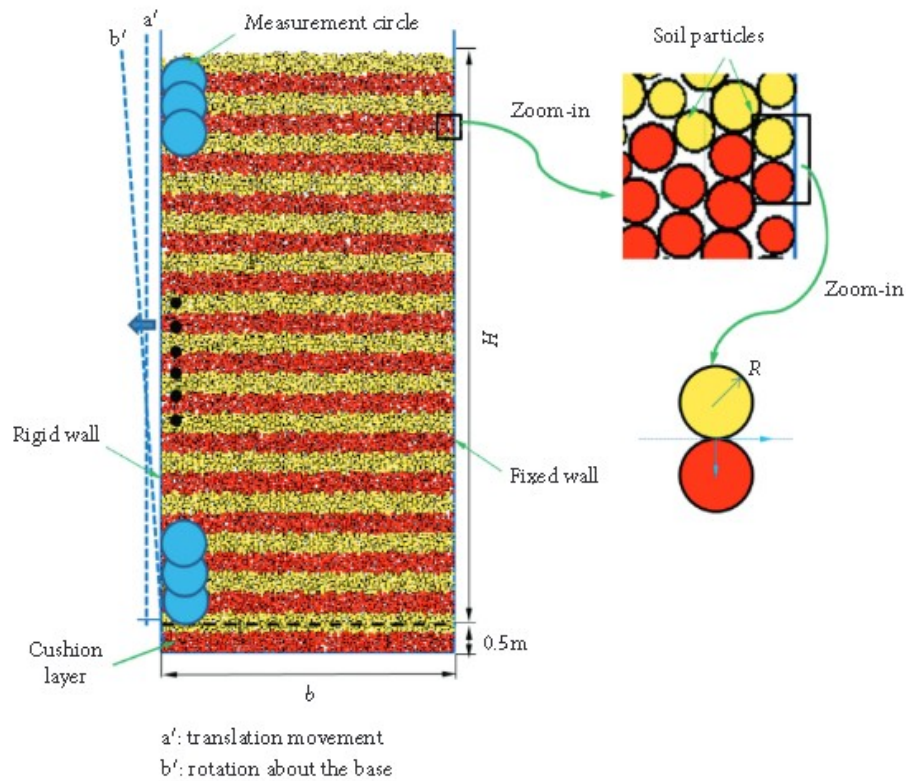 Measurement circle
a′
b′
Soil particles
Zoom-in
H
Zoom-in
R
Rigid wall
Fixed wall
Cushion
layer
0.5m
b
a′: translation movement
b′: rotation about the base